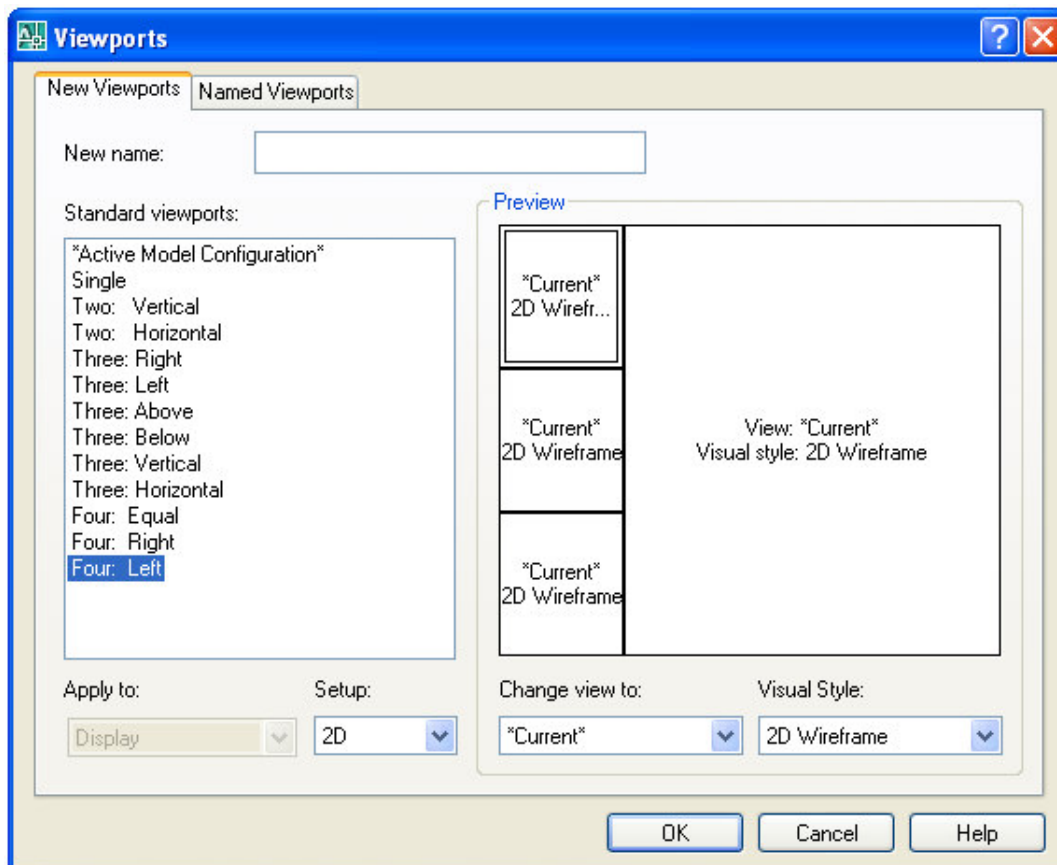 Viewports
New Viewports
Named Viewports
New name:
Standard viewports:
*Active Model Configuration*
Single
Two:   Vertical
Two:   Horizontal
Three: Right
Three: Left
Three: Above
Three: Below
Three: Vertical
Three: Horizontal
Four:  Equal
Four:  Right
Four:  Left
Preview
*Current*
2D Wirefr...
*Current*
2D Wireframe
*Current*
2D Wireframe
View: *Current*
Visual style: 2D Wireframe
Apply to:
Display
Setup:
2D
Change view to:
*Current*
Visual Style:
2D Wireframe
OK
Cancel
Help